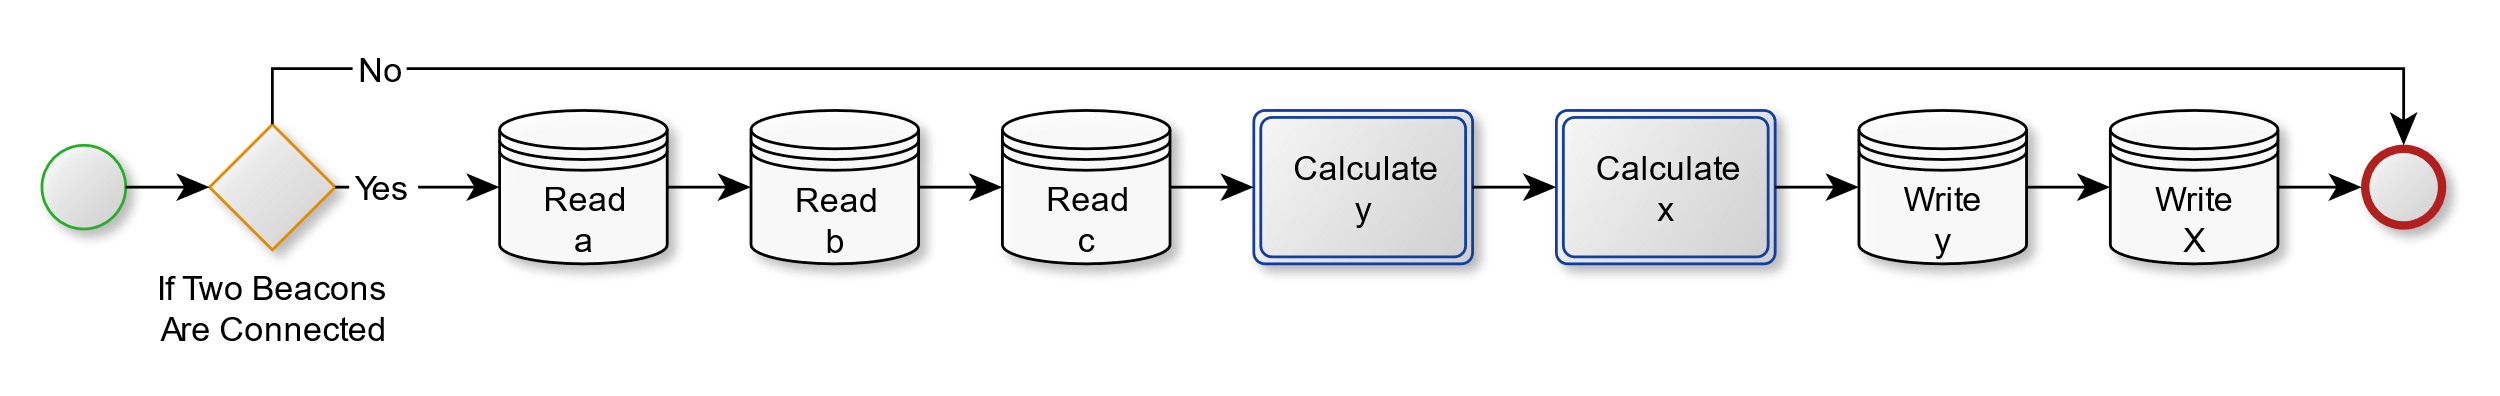 No
Yes
If Two Beacons
Are Connected
Read
a
Read
b
Read
c
Calculate
y
Calculate
x
Write
y
Write
X